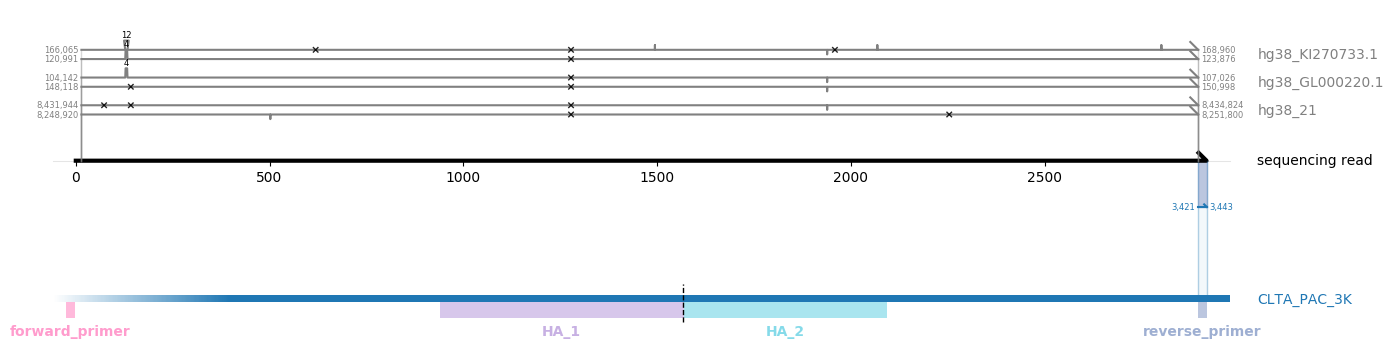 12
4
166,065 168,960
120,991 123,876
hg38_KI270733.1
4
104,142 107,026
148,118 150,998
hg38_GL000220.1
8,431,944 8,434,824
8,248,920 8,251,800
hg38_21
sequencing read
0 500 1000 1500 2000 2500
3,421 3,443
CLTA_PAC_3K
forward_primer HA_1 HA_2 reverse_primer